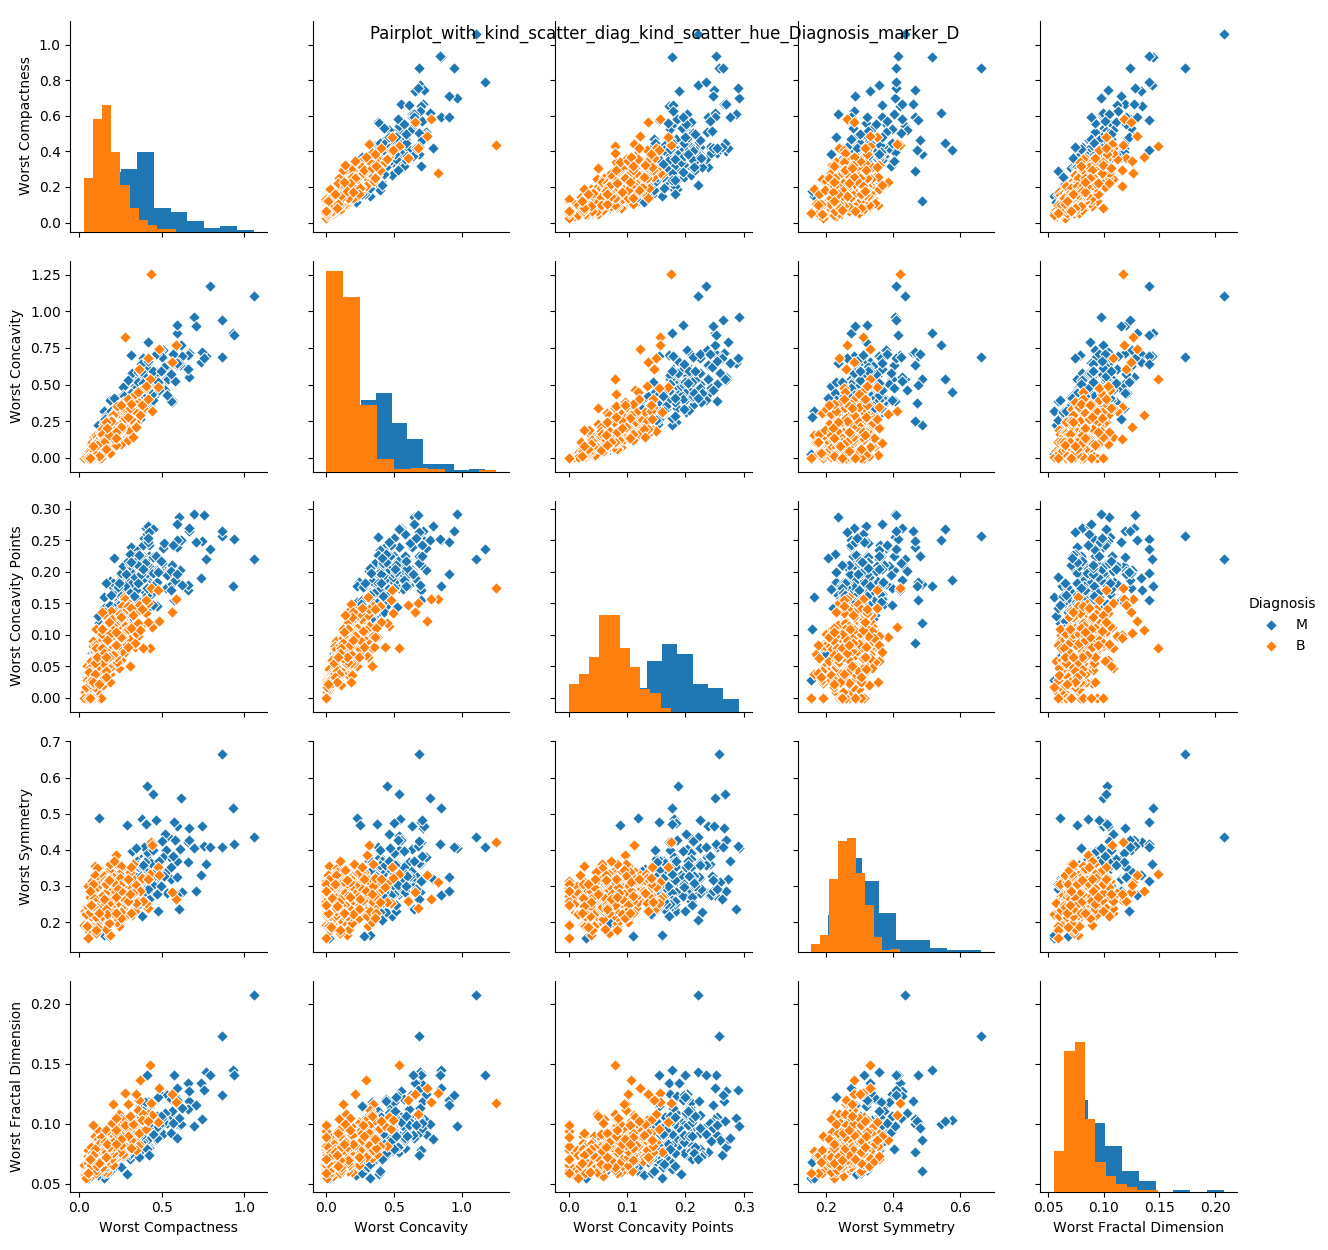 Pairplot_with_kind_scatter_diag_kind_scatter_hue_Diagnosis_marker_D
Worst Compactness
1.0
0.8
0.6
0.4
0.2
0.0
Worst Concavity
1.25
1.00
0.75
0.50
0.25
0.00
Worst Concavity Points
0.30
0.25
0.20
0.15
0.10
0.05
0.00
Diagnosis
M
B
Worst Symmetry
0.7
0.6
0.5
0.4
0.3
0.2
Worst Fractal Dimension
0.20
0.15
0.10
0.05
0.0 0.5 1.0 0.0 0.5 1.0 0.0 0.1 0.2 0.3 0.2 0.4 0.6 0.05 0.10 0.15 0.20
Worst Compactness Worst Concavity Worst Concavity Points Worst Symmetry Worst Fractal Dimension